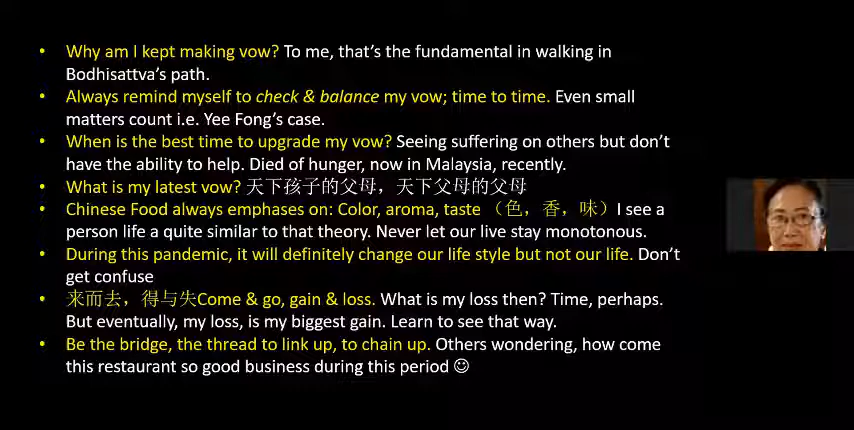 • Why am I kept making vow? To me, that's the fundamental in walking in
Bodhisattva's path.
• Always remind myself to check & balance my vow; time to time. Even small
matters count i.e. Yee Fong's case.
• When is the best time to upgrade my vow? Seeing suffering on others but don't
have the ability to help. Died of hunger, now in Malaysia, recently.
• What is my latest vow? 天下孩子的父母，天下父母的父母
• Chinese Food always emphases on: Color, aroma, taste （色，香，味）I see a
person life a quite similar to that theory. Never let our live stay monotonous.
• During this pandemic, it will definitely change our life style but not our life. Don't
get confuse
• 来而去，得与失Come & go, gain & loss. What is my loss then? Time, perhaps.
But eventually, my loss, is my biggest gain. Learn to see that way.
• Be the bridge, the thread to link up, to chain up. Others wondering, how come
this restaurant so good business during this period ☺